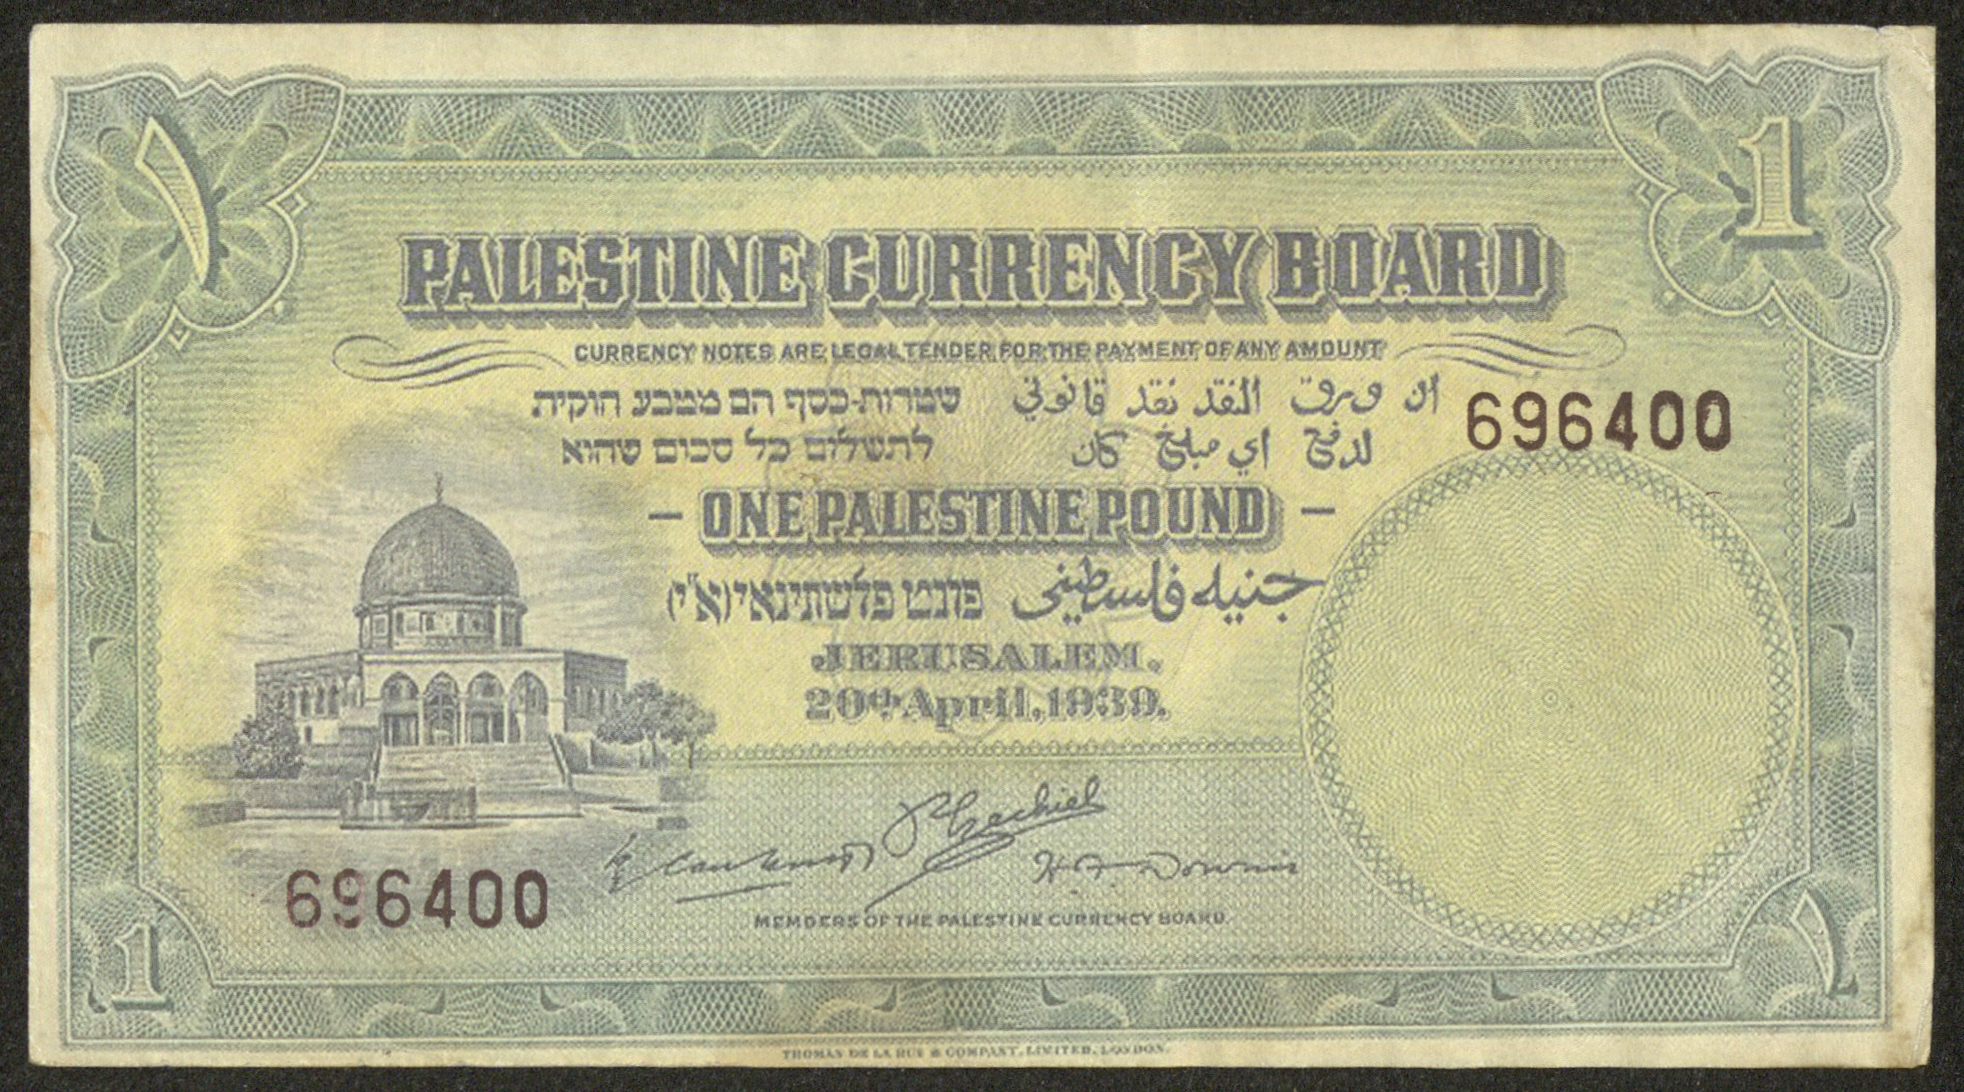 ١
1
PALESTINE CURRENCY BOARD
CURRENCY NOTES ARE LEGAL TENDER FOR THE PAYMENT OF ANY AMOUNT
שטרות-כסף הם מטבע חוקית
לתשלום כל סכום שהוא
ان ورق النقد نقد قانوني
لدفع اي مبلغ كان
696400
- ONE PALESTINE POUND -
פונט פלשתינאי (א״י)
جنيه فلسطيني
JERUSALEM.
20th April, 1939.
H. F. Downie
696400
MEMBERS OF THE PALESTINE CURRENCY BOARD.
1
١
THOMAS DE LA RUE & COMPANY, LIMITED, LONDON.